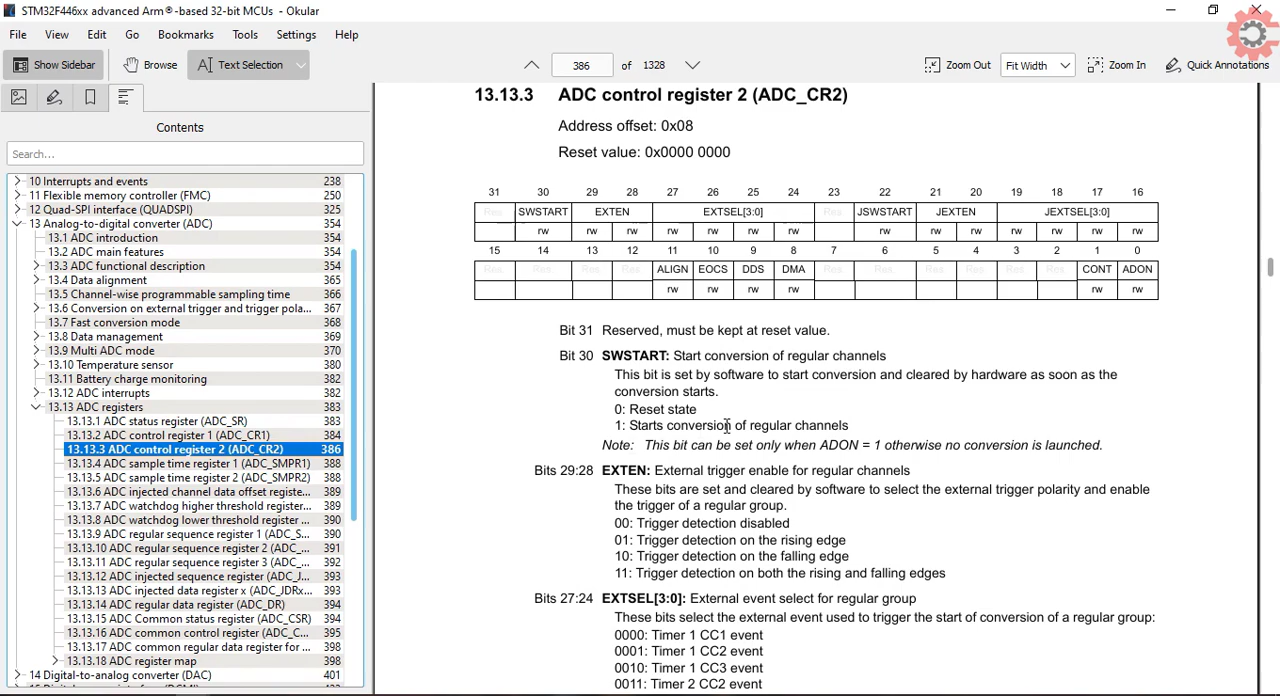 STM32F446xx advanced Arm®-based 32-bit MCUs - Okular
File View Edit Go Bookmarks Tools Settings Help
Show Sidebar Browse Text Selection 386 of 1328 Zoom Out Fit Width Zoom In Quick Annotations
Contents
Search...
10 Interrupts and events 238
11 Flexible memory controller (FMC) 250
12 Quad-SPI interface (QUADSPI) 325
13 Analog-to-digital converter (ADC) 354
13.1 ADC introduction 354
13.2 ADC main features 354
13.3 ADC functional description 354
13.4 Data alignment 365
13.5 Channel-wise programmable sampling time 366
13.6 Conversion on external trigger and trigger pola... 367
13.7 Fast conversion mode 368
13.8 Data management 369
13.9 Multi ADC mode 370
13.10 Temperature sensor 380
13.11 Battery charge monitoring 382
13.12 ADC interrupts 382
13.13 ADC registers 383
13.13.1 ADC status register (ADC_SR) 383
13.13.2 ADC control register 1 (ADC_CR1) 384
13.13.3 ADC control register 2 (ADC_CR2) 386
13.13.4 ADC sample time register 1 (ADC_SMPR1) 388
13.13.5 ADC sample time register 2 (ADC_SMPR2) 388
13.13.6 ADC injected channel data offset registe... 389
13.13.7 ADC watchdog higher threshold register... 389
13.13.8 ADC watchdog lower threshold register ... 390
13.13.9 ADC regular sequence register 1 (ADC_S... 390
13.13.10 ADC regular sequence register 2 (ADC_... 391
13.13.11 ADC regular sequence register 3 (ADC_... 392
13.13.12 ADC injected sequence register (ADC_J... 393
13.13.13 ADC injected data register x (ADC_JDRx... 393
13.13.14 ADC regular data register (ADC_DR) 394
13.13.15 ADC Common status register (ADC_CSR) 394
13.13.16 ADC common control register (ADC_C... 395
13.13.17 ADC common regular data register for ... 398
13.13.18 ADC register map 398
14 Digital-to-analog converter (DAC) 401
13.13.3 ADC control register 2 (ADC_CR2)
Address offset: 0x08
Reset value: 0x0000 0000
31 30 29 28 27 26 25 24 23 22 21 20 19 18 17 16
Res. SWSTART EXTEN EXTSEL[3:0] Res. JSWSTART JEXTEN JEXTSEL[3:0]
rw rw rw rw rw rw rw rw rw rw rw rw rw rw
15 14 13 12 11 10 9 8 7 6 5 4 3 2 1 0
Res. Res. Res. Res. ALIGN EOCS DDS DMA Res. Res. Res. Res. Res. Res. CONT ADON
rw rw rw rw rw rw
Bit 31 Reserved, must be kept at reset value.
Bit 30 SWSTART: Start conversion of regular channels
This bit is set by software to start conversion and cleared by hardware as soon as the
conversion starts.
0: Reset state
1: Starts conversion of regular channels
Note: This bit can be set only when ADON = 1 otherwise no conversion is launched.
Bits 29:28 EXTEN: External trigger enable for regular channels
These bits are set and cleared by software to select the external trigger polarity and enable
the trigger of a regular group.
00: Trigger detection disabled
01: Trigger detection on the rising edge
10: Trigger detection on the falling edge
11: Trigger detection on both the rising and falling edges
Bits 27:24 EXTSEL[3:0]: External event select for regular group
These bits select the external event used to trigger the start of conversion of a regular group:
0000: Timer 1 CC1 event
0001: Timer 1 CC2 event
0010: Timer 1 CC3 event
0011: Timer 2 CC2 event